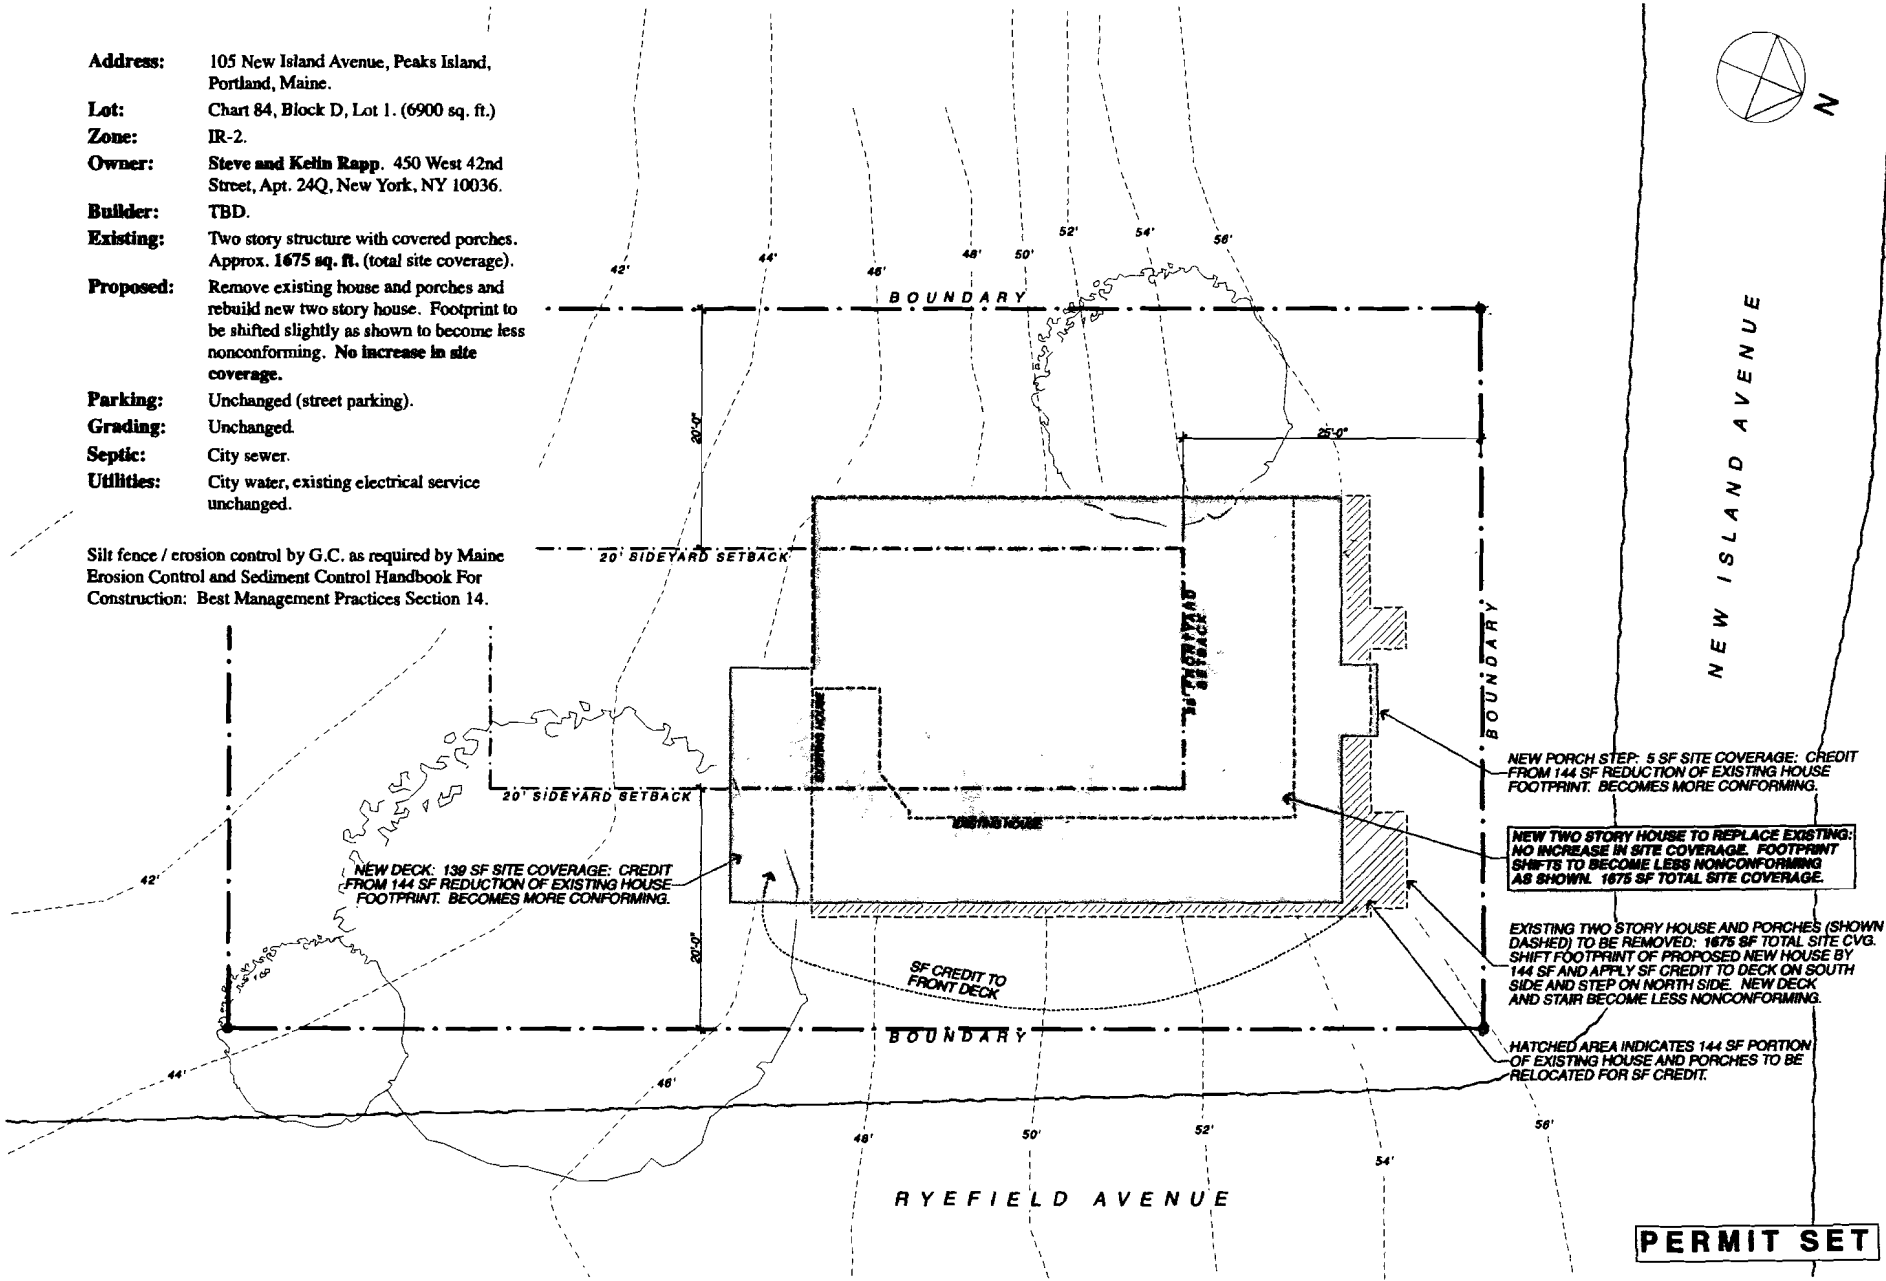 Address: 105 New Island Avenue, Peaks Island,
Portland, Maine.
Lot: Chart 84, Block D, Lot 1. (6900 sq. ft.)
Zone: IR-2.
Owner: Steve and Kelin Rapp. 450 West 42nd
Street, Apt. 24Q, New York, NY 10036.
Builder: TBD.
Existing: Two story structure with covered porches.
Approx. 1675 sq. ft. (total site coverage).
Proposed: Remove existing house and porches and
rebuild new two story house. Footprint to
be shifted slightly as shown to become less
nonconforming. No increase in site
coverage.
Parking: Unchanged (street parking).
Grading: Unchanged.
Septic: City sewer.
Utilities: City water, existing electrical service
unchanged.
Silt fence / erosion control by G.C. as required by Maine
Erosion Control and Sediment Control Handbook For
Construction: Best Management Practices Section 14.
N
42'
44'
46'
48'
50'
52'
54'
56'
BOUNDARY
20'-0"
25'-0"
20' SIDEYARD SETBACK
25' FRONTYARD
SETBACK
BOUNDARY
NEW ISLAND AVENUE
EXISTING HOUSE
20' SIDEYARD SETBACK
EXISTING HOUSE
NEW PORCH STEP: 5 SF SITE COVERAGE: CREDIT
FROM 144 SF REDUCTION OF EXISTING HOUSE
FOOTPRINT. BECOMES MORE CONFORMING.
NEW TWO STORY HOUSE TO REPLACE EXISTING:
NO INCREASE IN SITE COVERAGE. FOOTPRINT
SHIFTS TO BECOME LESS NONCONFORMING
AS SHOWN. 1675 SF TOTAL SITE COVERAGE.
NEW DECK: 139 SF SITE COVERAGE: CREDIT
FROM 144 SF REDUCTION OF EXISTING HOUSE
FOOTPRINT. BECOMES MORE CONFORMING.
42'
20'-0"
SF CREDIT TO
FRONT DECK
EXISTING TWO STORY HOUSE AND PORCHES (SHOWN
DASHED) TO BE REMOVED: 1675 SF TOTAL SITE CVG.
SHIFT FOOTPRINT OF PROPOSED NEW HOUSE BY
144 SF AND APPLY SF CREDIT TO DECK ON SOUTH
SIDE AND STEP ON NORTH SIDE. NEW DECK
AND STAIR BECOME LESS NONCONFORMING.
BOUNDARY
HATCHED AREA INDICATES 144 SF PORTION
OF EXISTING HOUSE AND PORCHES TO BE
RELOCATED FOR SF CREDIT.
44'
46'
48'
50'
52'
54'
56'
RYEFIELD AVENUE
PERMIT SET